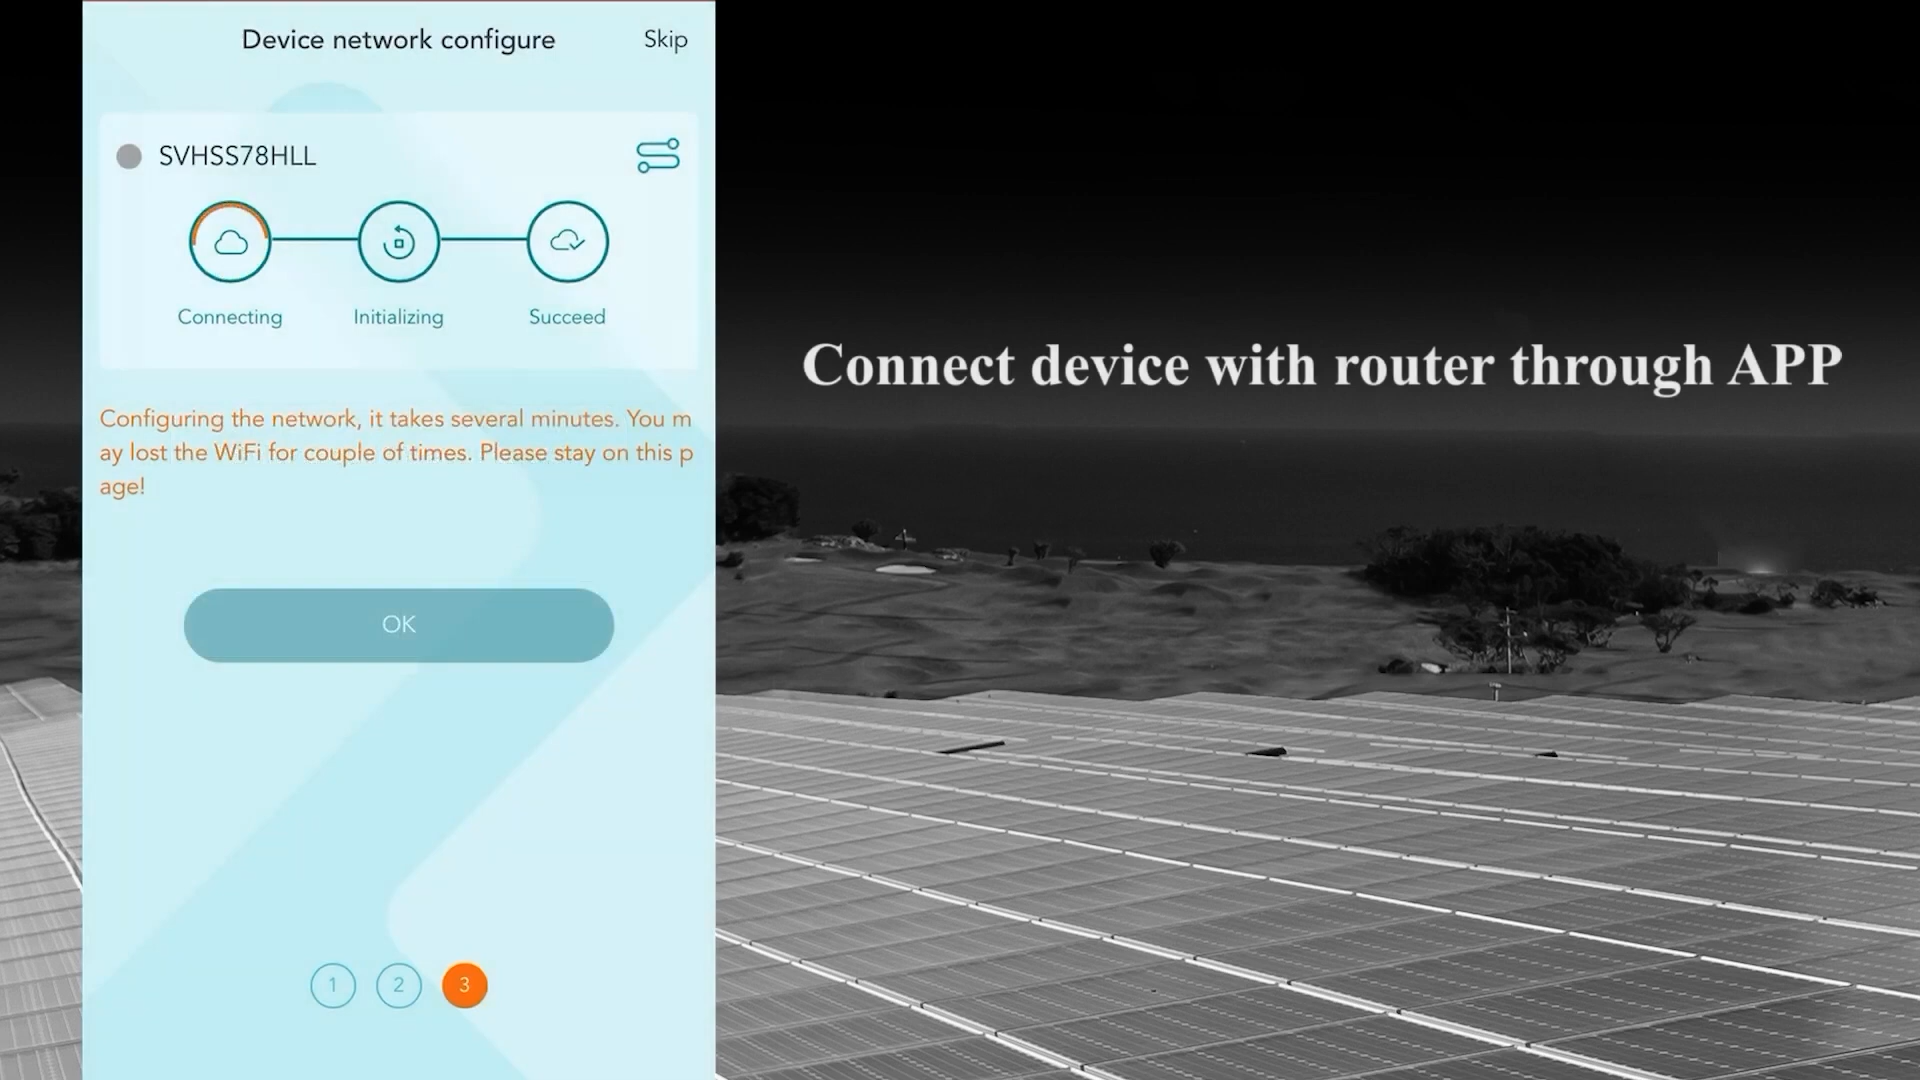 Device network configure
Skip
SVHSS78HLL
Connecting
Initializing
Succeed
Configuring the network, it takes several minutes. You m
ay lost the WiFi for couple of times. Please stay on this p
age!
OK
1
2
3
Connect device with router through APP